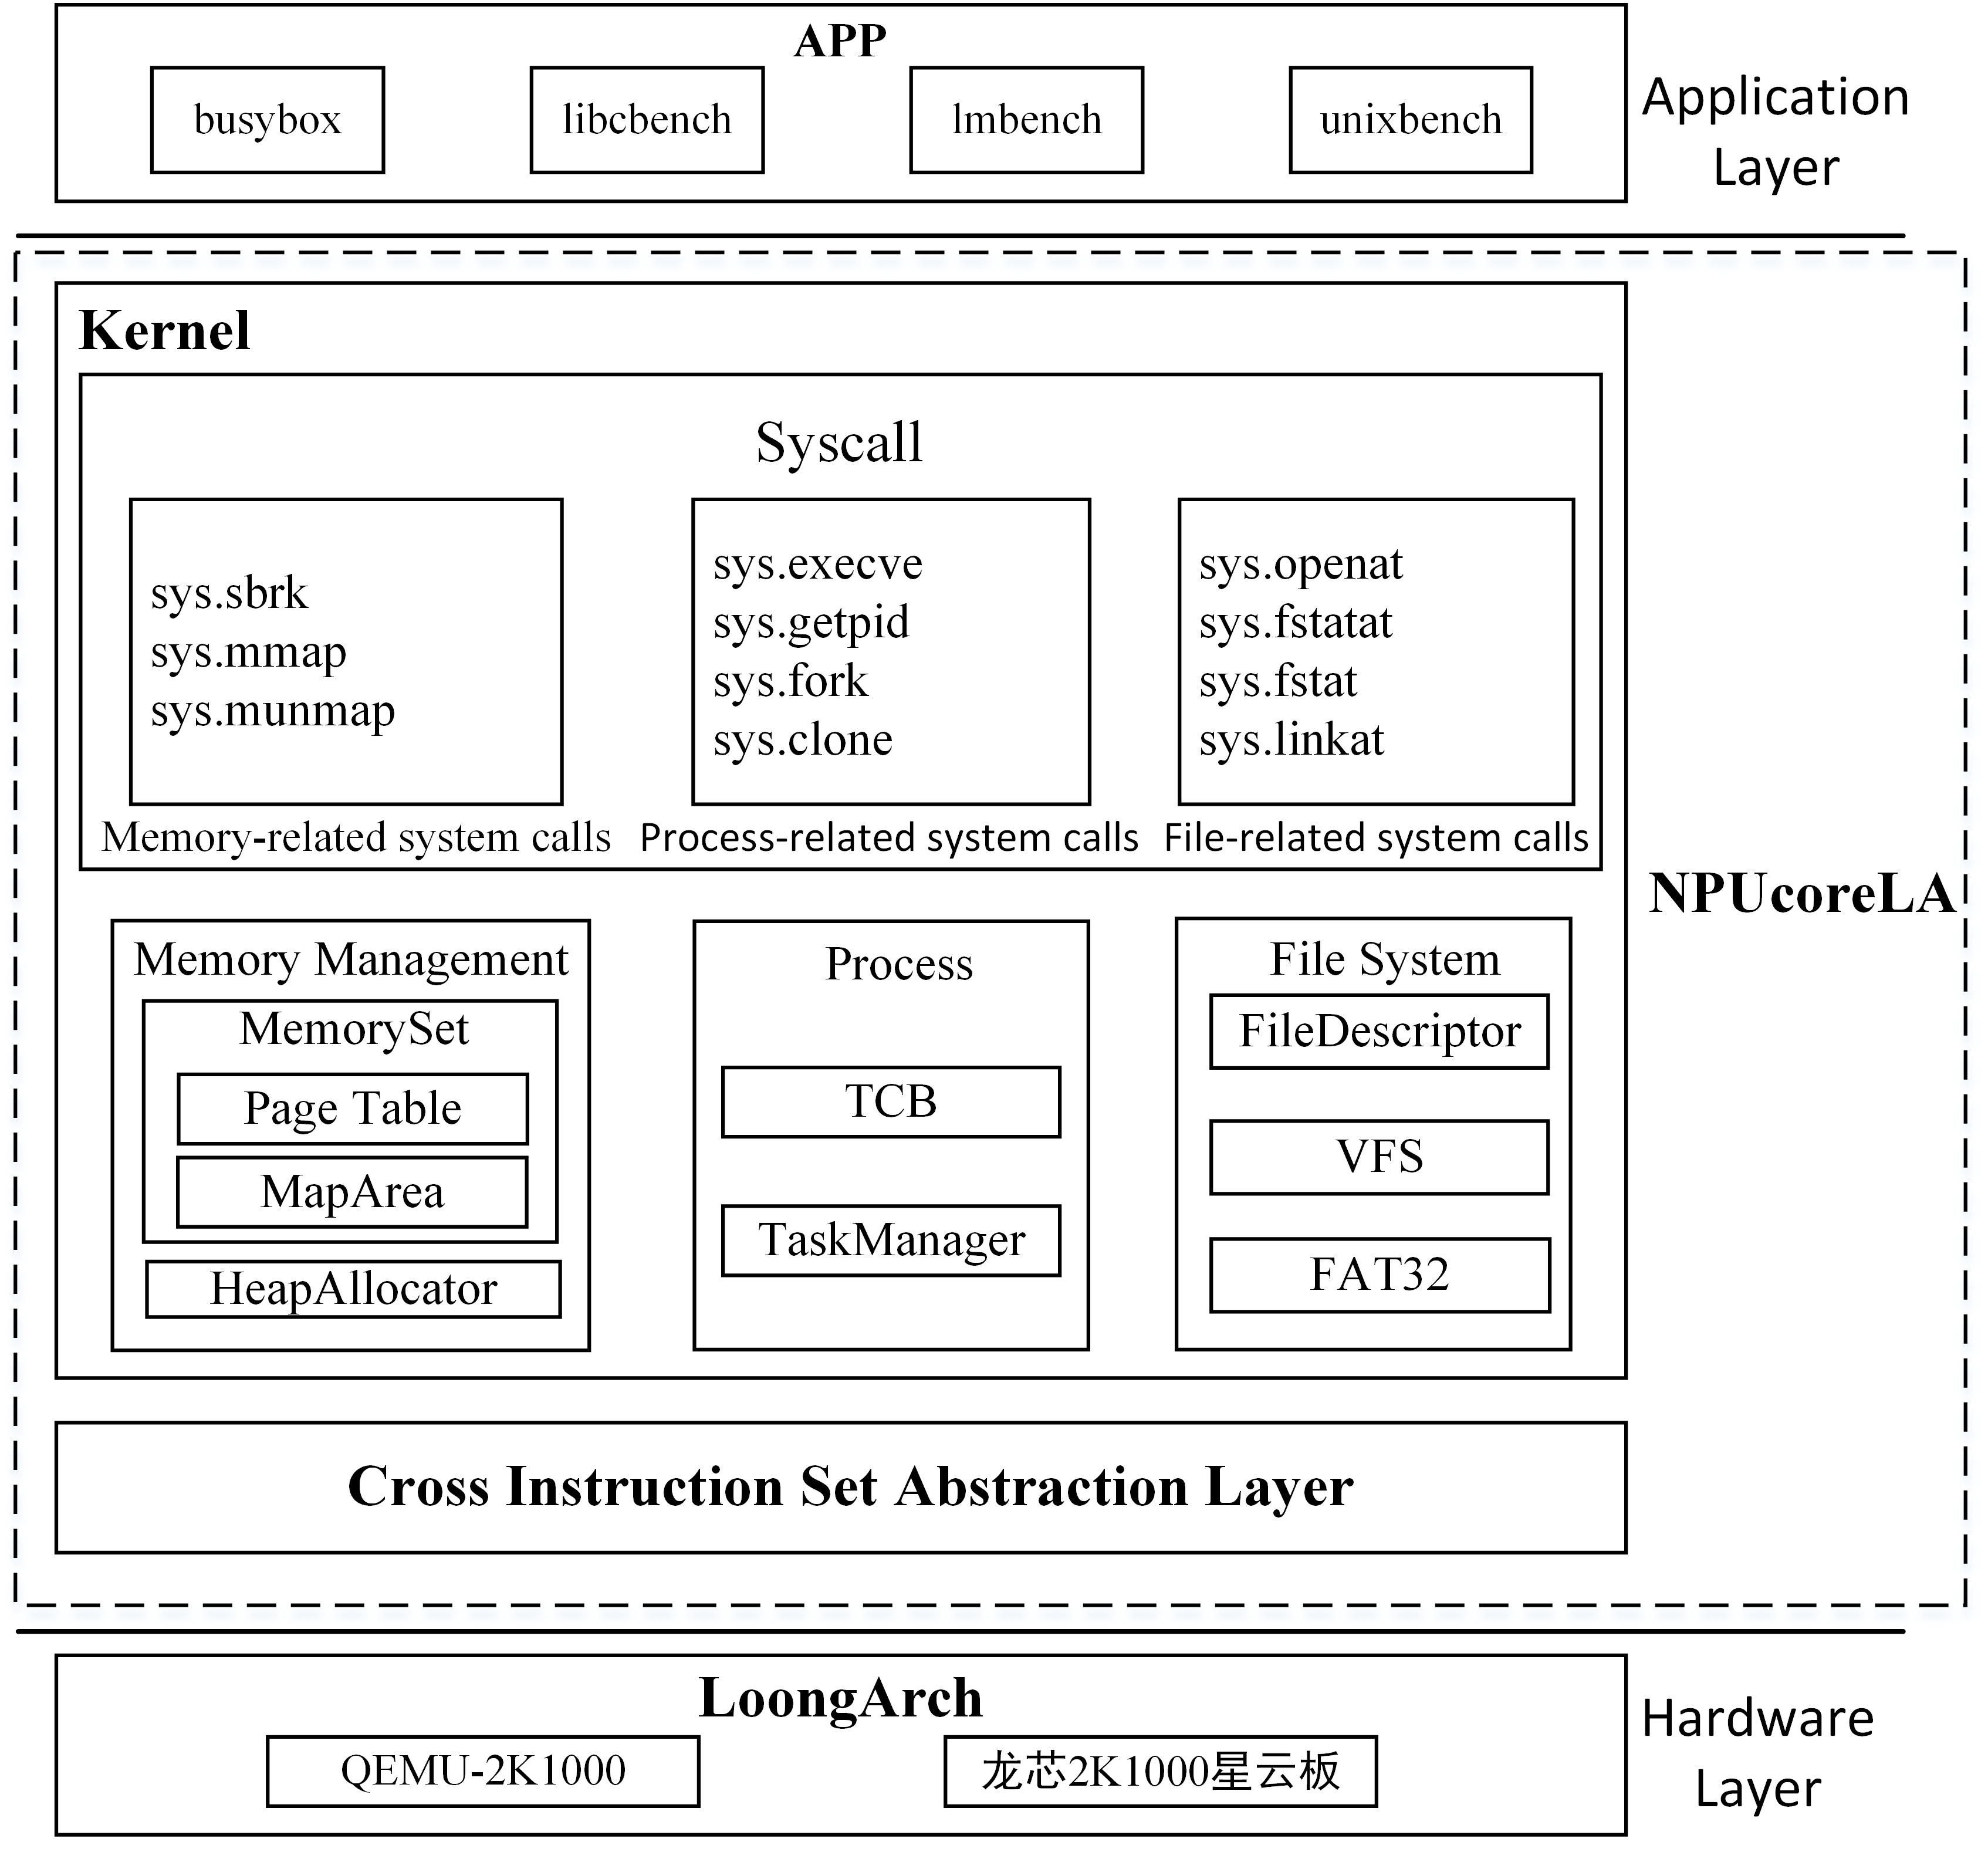 APP
busybox
libcbench
lmbench
unixbench
Application
Layer
Kernel
Syscall
sys.sbrk
sys.mmap
sys.munmap
Memory-related system calls
sys.execve
sys.getpid
sys.fork
sys.clone
Process-related system calls
sys.openat
sys.fstatat
sys.fstat
sys.linkat
File-related system calls
NPUcoreLA
Memory Management
MemorySet
Page Table
MapArea
HeapAllocator
Process
TCB
TaskManager
File System
FileDescriptor
VFS
FAT32
Cross Instruction Set Abstraction Layer
LoongArch
QEMU-2K1000
龙芯2K1000星云板
Hardware
Layer